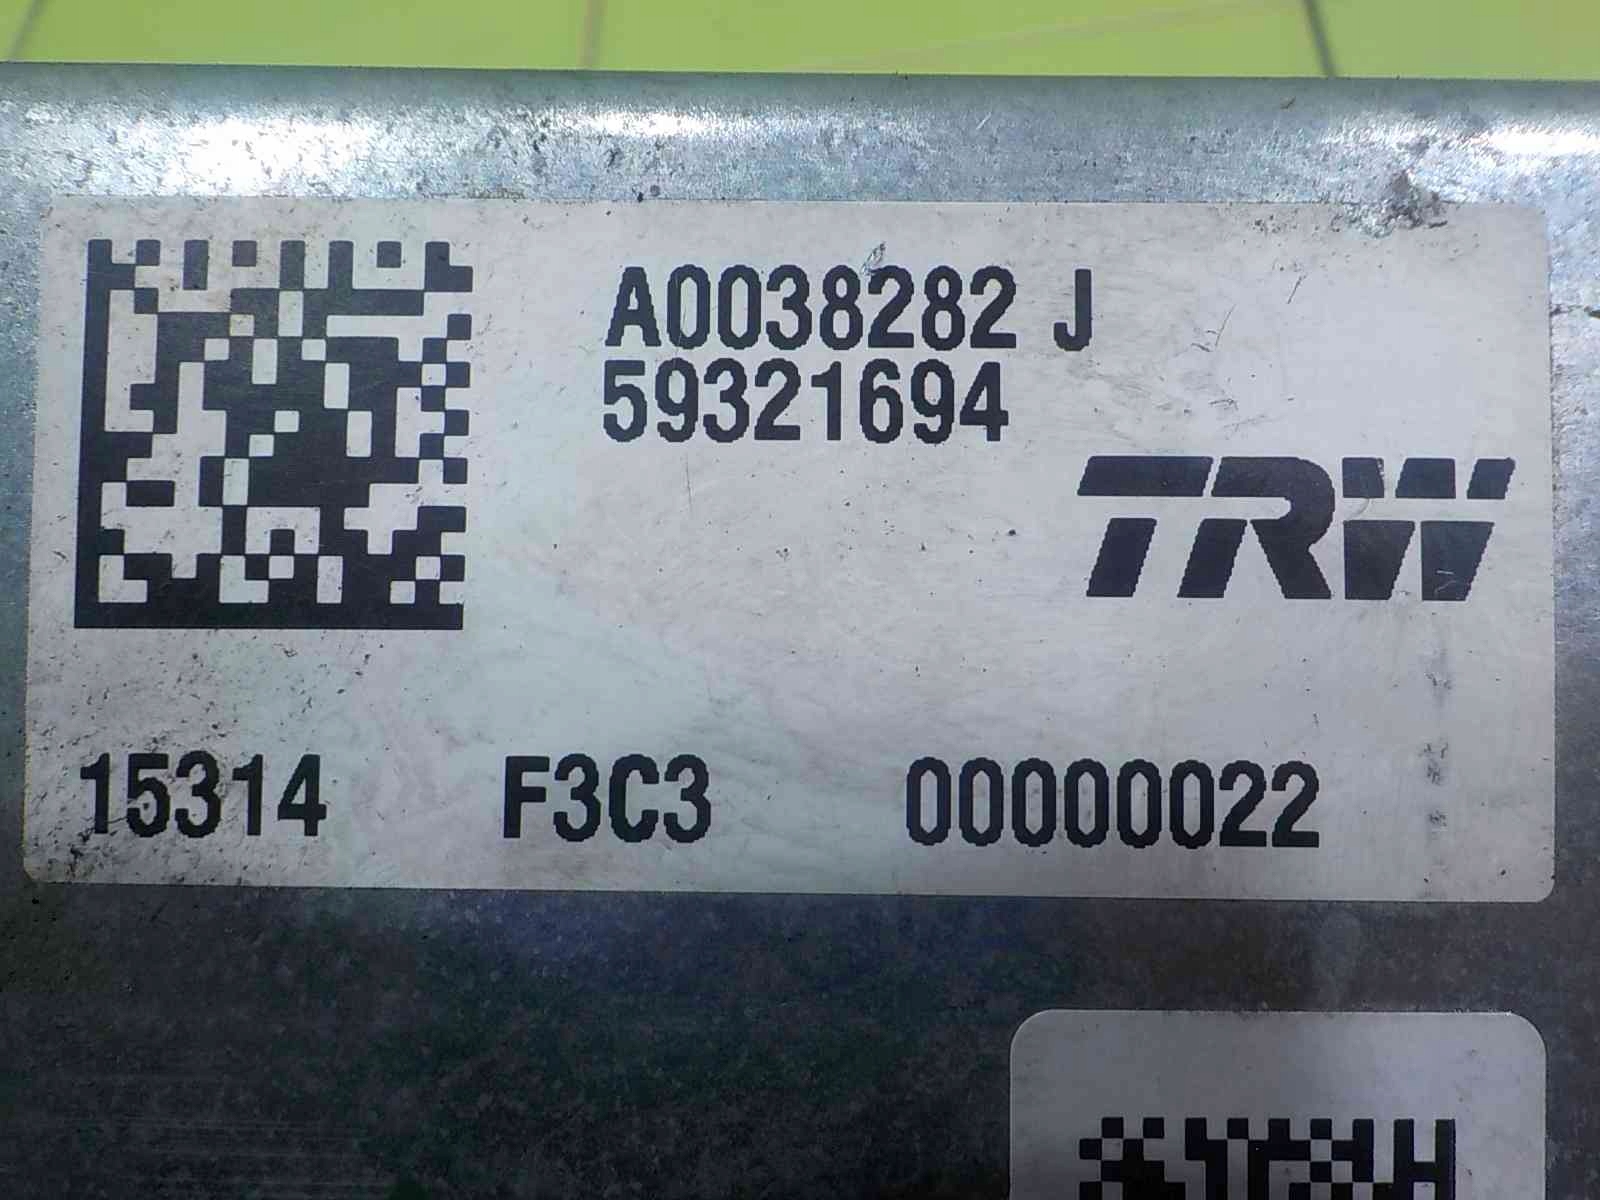 A0038282 J
59321694
TRW
15314 F3C3 00000022